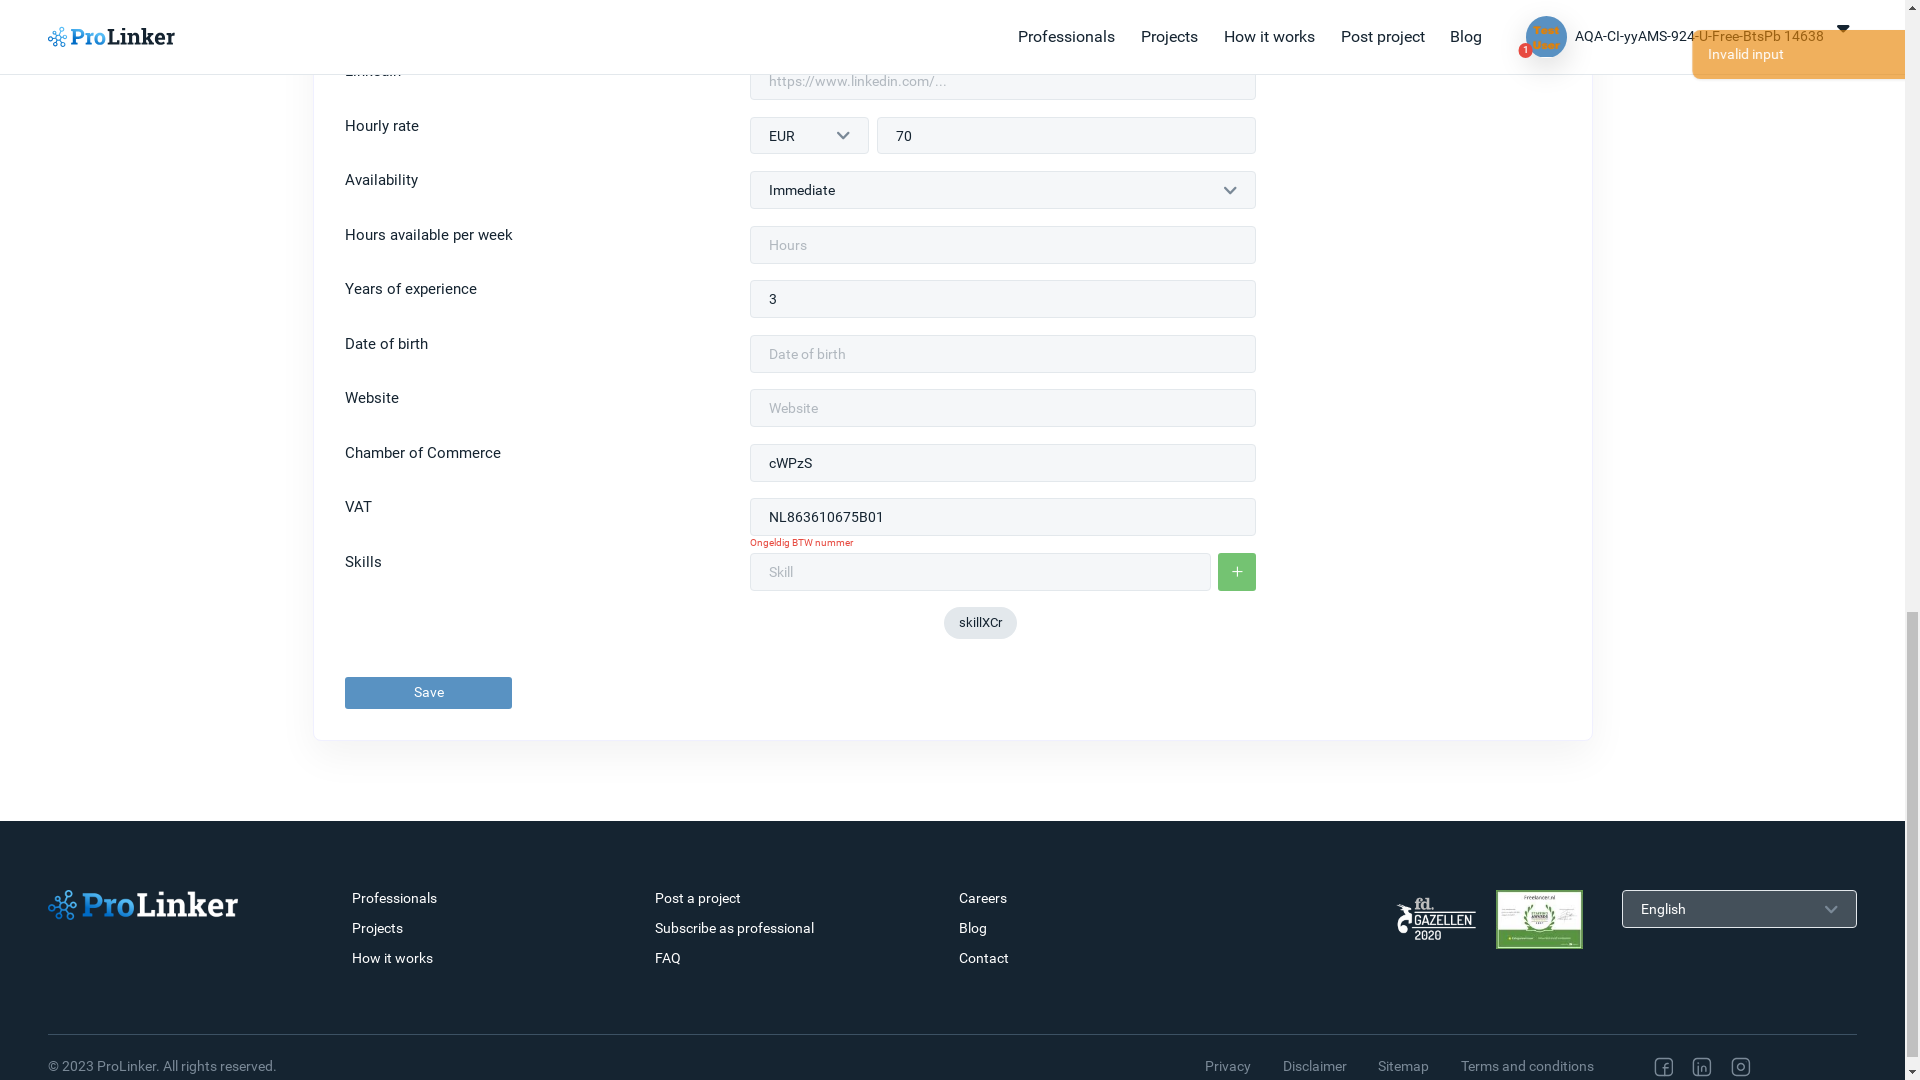 ProLinker
Professionals
Projects
How it works
Post project
Blog
Test
User
1
AQA-CI-yyAMS-924-U-Free-BtsPb 14638
Invalid input
https://www.linkedin.com/...
Hourly rate
EUR
70
Availability
Immediate
Hours available per week
Hours
Years of experience
3
Date of birth
Date of birth
Website
Website
Chamber of Commerce
cWPzS
VAT
NL863610675B01
Ongeldig BTW nummer
Skills
Skill
+
skillXCr
Save
ProLinker
Professionals
Projects
How it works
Post a project
Subscribe as professional
FAQ
Careers
Blog
Contact
fd.
GAZELLEN
2020
Freelancer.nl
English
© 2023 ProLinker. All rights reserved.
Privacy
Disclaimer
Sitemap
Terms and conditions